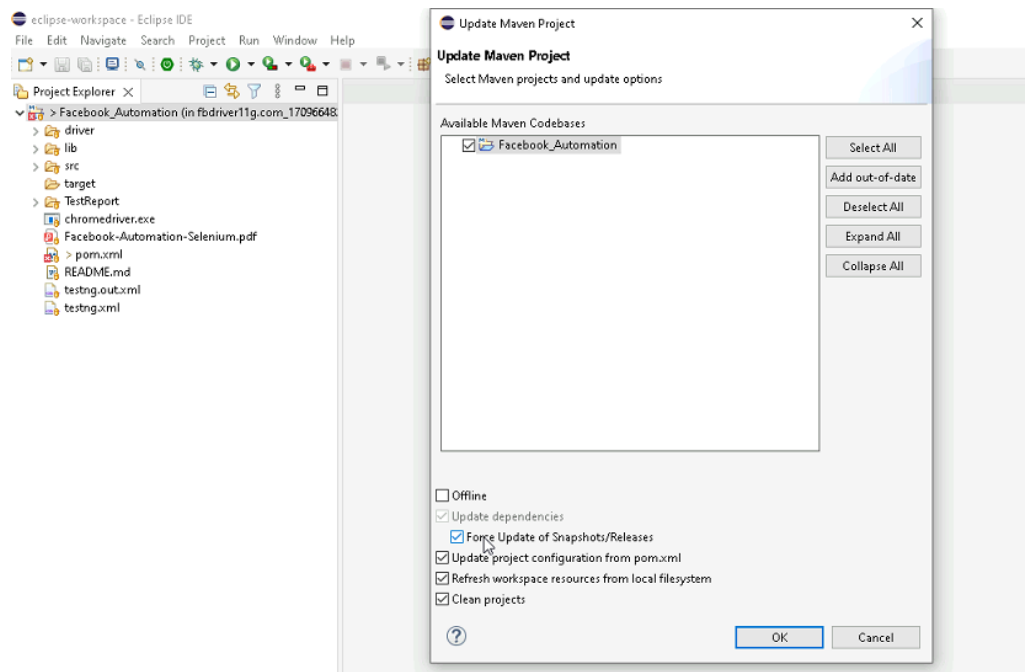 eclipse-workspace - Eclipse IDE
File Edit Navigate Search Project Run Window Help
Project Explorer
> Facebook_Automation (in fbdriver11g.com_17096648
driver
lib
src
target
TestReport
chromedriver.exe
Facebook-Automation-Selenium.pdf
> pom.xml
README.md
testng.out.xml
testng.xml
Update Maven Project
Update Maven Project
Select Maven projects and update options
Available Maven Codebases
Facebook_Automation
Select All
Add out-of-date
Deselect All
Expand All
Collapse All
Offline
Update dependencies
Force Update of Snapshots/Releases
Update project configuration from pom.xml
Refresh workspace resources from local filesystem
Clean projects
OK Cancel